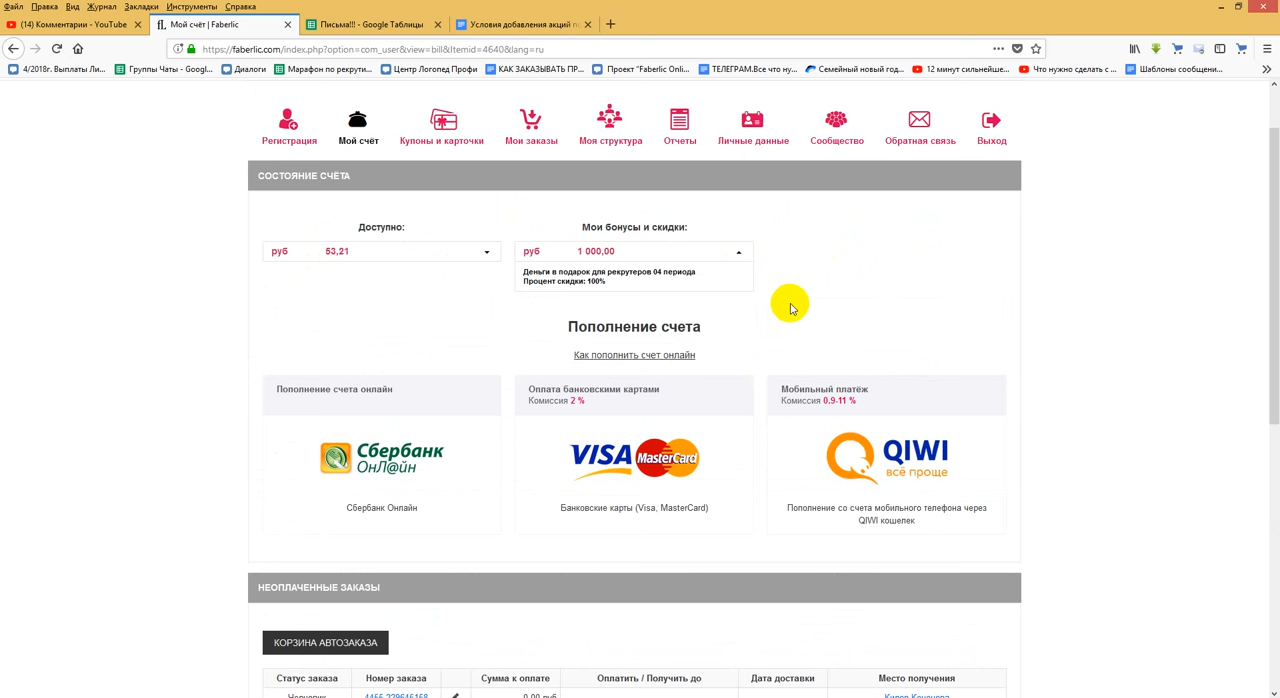 Файл Правка Вид Журнал Закладки Инструменты Справка
(14) Комментарии - YouTube
Мой счёт | Faberlic
Письма!!! - Google Таблицы
Условия добавления акций п
https://faberlic.com/index.php?option=com_user&view=bill&Itemid=4640&lang=ru
4/2018г. Выплаты Ли...
Группы Чаты - Googl...
Диалоги
Марафон по рекрути...
Центр Логотип Профи
КАК ЗАКАЗЫВАТЬ ПР...
Проект "Faberlic Onli...
ТЕЛЕГРАМ.Все что ну...
Семейный новый год...
12 минут сильнейше...
Что нужно сделать с ...
Шаблоны сообщени...
Регистрация
Мой счёт
Купоны и карточки
Мои заказы
Моя структура
Отчеты
Личные данные
Сообщество
Обратная связь
Выход
СОСТОЯНИЕ СЧЁТА
Доступно:
руб 53,21
Мои бонусы и скидки:
руб 1 000,00
Деньги в подарок для рекрутеров 04 периода
Процент скидки: 100%
Пополнение счета
Как пополнить счет онлайн
Пополнение счета онлайн
Сбербанк
ОнЛ@йн
Сбербанк Онлайн
Оплата банковскими картами
Комиссия 2 %
VISA MasterCard
Банковские карты (Visa, MasterCard)
Мобильный платёж
Комиссия 0.9-11 %
QIWI
всё проще
Пополнение со счета мобильного телефона через
QIWI кошелек
НЕОПЛАЧЕННЫЕ ЗАКАЗЫ
КОРЗИНА АВТОЗАКАЗА
Статус заказа Номер заказа Сумма к оплате Оплатить / Получить до Дата доставки Место получения
Черновик 0,00 руб